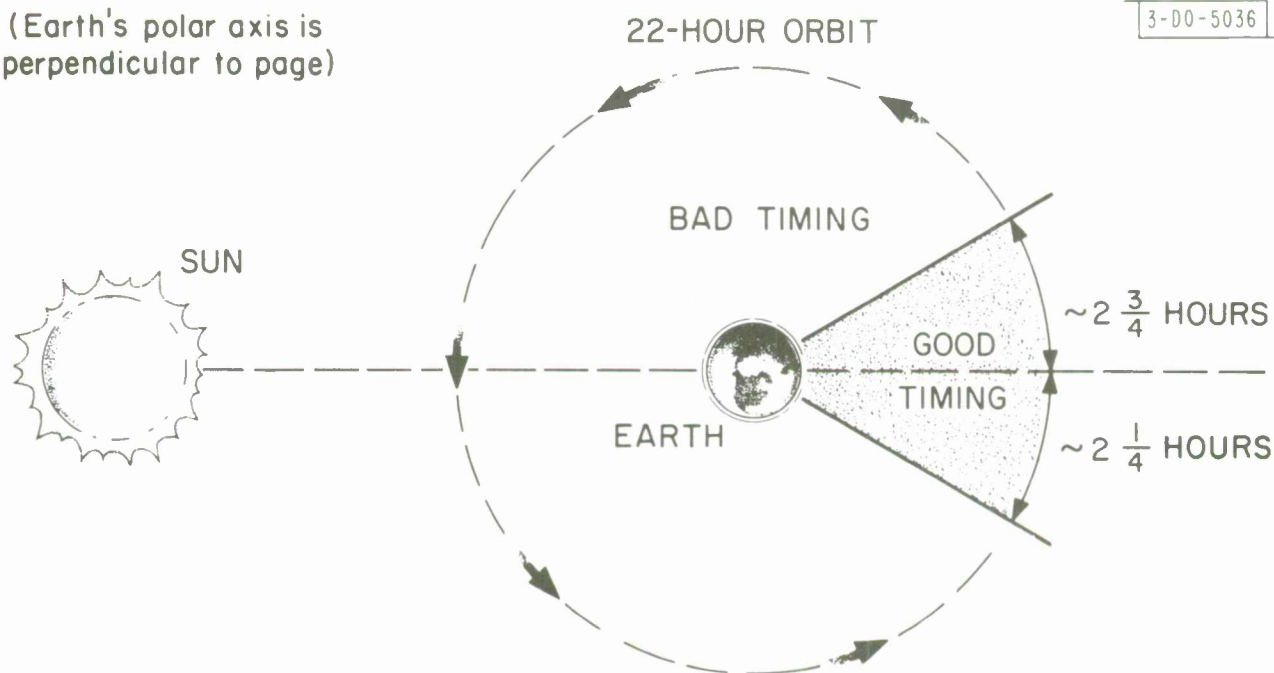 (Earth's polar axis is
perpendicular to page)
22-HOUR ORBIT
3-DO-5036
BAD TIMING
SUN
~2 3/4 HOURS
GOOD
TIMING
EARTH
~2 1/4 HOURS